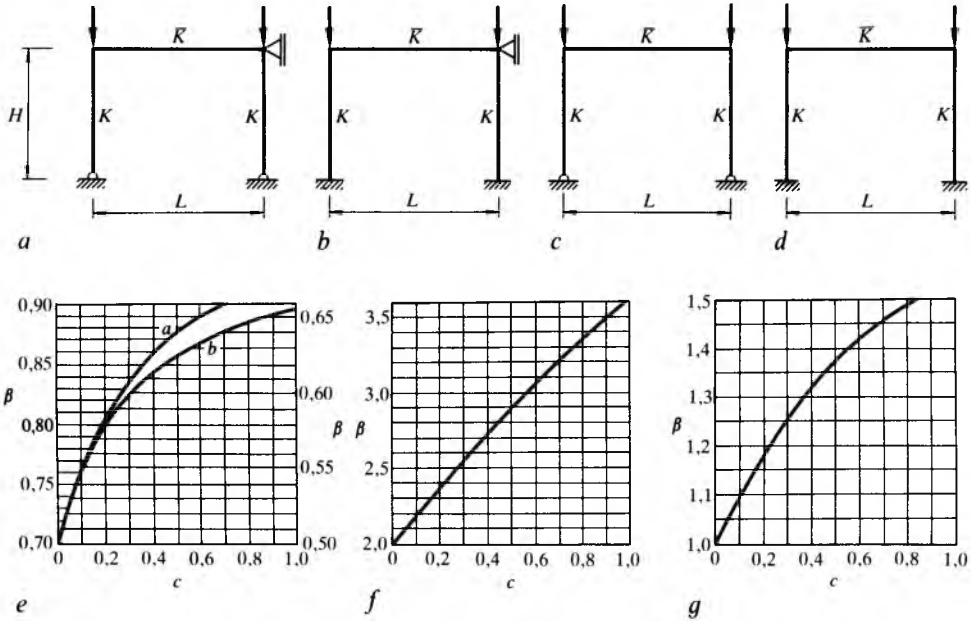 K̄ K̄ K̄ K̄
H K K K K K K K K
L L L L
a b c d
0,90 0,85 0,80 0,75 0,70
β
a
b
0 0,2 0,4 0,6 0,8 1,0
c
0,65 0,60 0,55 0,50
β
e
3,5 3,0 2,5 2,0
β
0 0,2 0,4 0,6 0,8 1,0
c
f
1,5 1,4 1,3 1,2 1,1 1,0
β
0 0,2 0,4 0,6 0,8 1,0
c
g